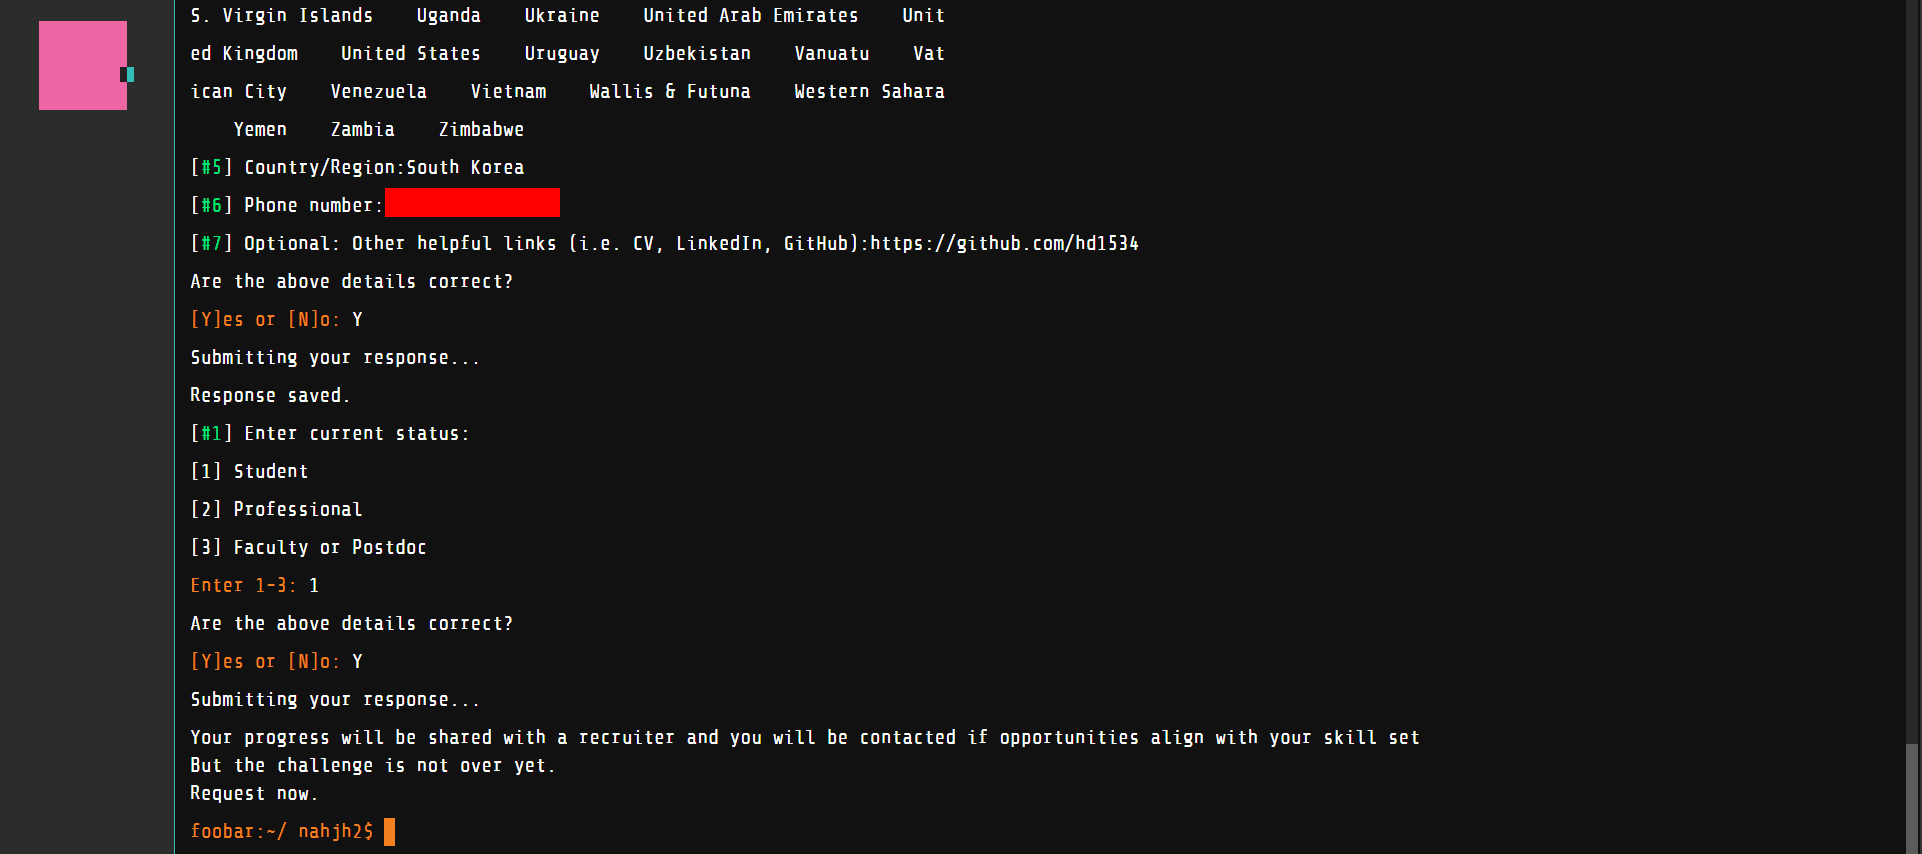 S. Virgin Islands    Uganda    Ukraine    United Arab Emirates    Unit
ed Kingdom    United States    Uruguay    Uzbekistan    Vanuatu    Vat
ican City    Venezuela    Vietnam    Wallis & Futuna    Western Sahara
    Yemen    Zambia    Zimbabwe
[#5] Country/Region:South Korea
[#6] Phone number:
[#7] Optional: Other helpful links (i.e. CV, LinkedIn, GitHub):https://github.com/hd1534
Are the above details correct?
[Y]es or [N]o: Y
Submitting your response...
Response saved.
[#1] Enter current status:
[1] Student
[2] Professional
[3] Faculty or Postdoc
Enter 1-3: 1
Are the above details correct?
[Y]es or [N]o: Y
Submitting your response...
Your progress will be shared with a recruiter and you will be contacted if opportunities align with your skill set
But the challenge is not over yet.
Request now.
foobar:~/ nahjh2$